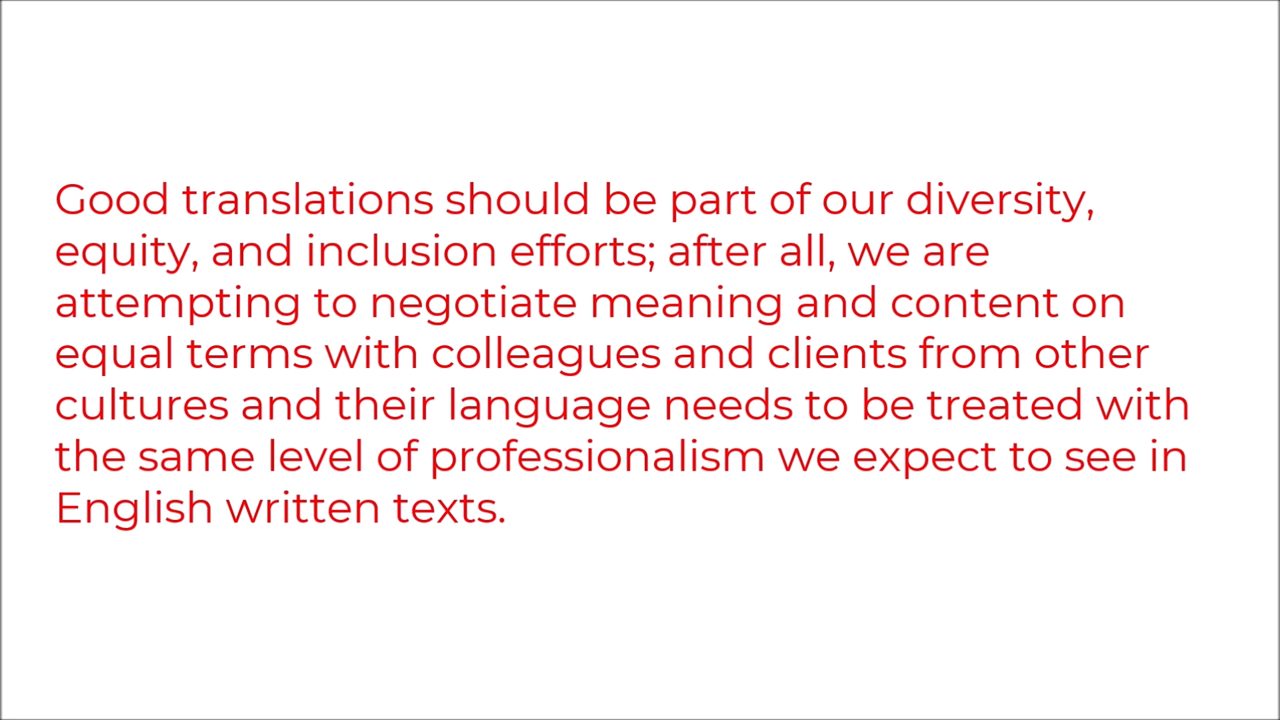 Good translations should be part of our diversity,
equity, and inclusion efforts; after all, we are
attempting to negotiate meaning and content on
equal terms with colleagues and clients from other
cultures and their language needs to be treated with
the same level of professionalism we expect to see in
English written texts.